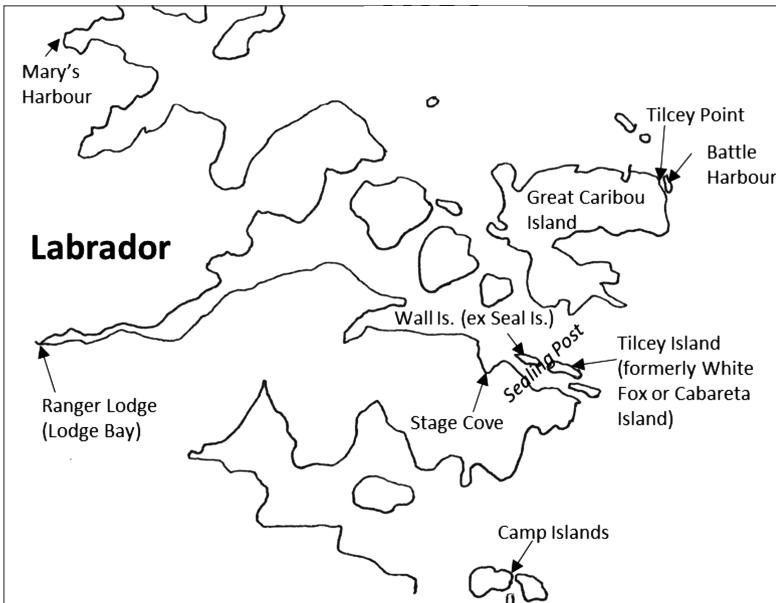 Mary's
Harbour
Tilcey Point
Battle
Harbour
Great Caribou
Island
Labrador
Wall Is. (ex Seal Is.)
Sealing Post
Tilcey Island
(formerly White
Fox or Cabareta
Island)
Ranger Lodge
(Lodge Bay)
Stage Cove
Camp Islands